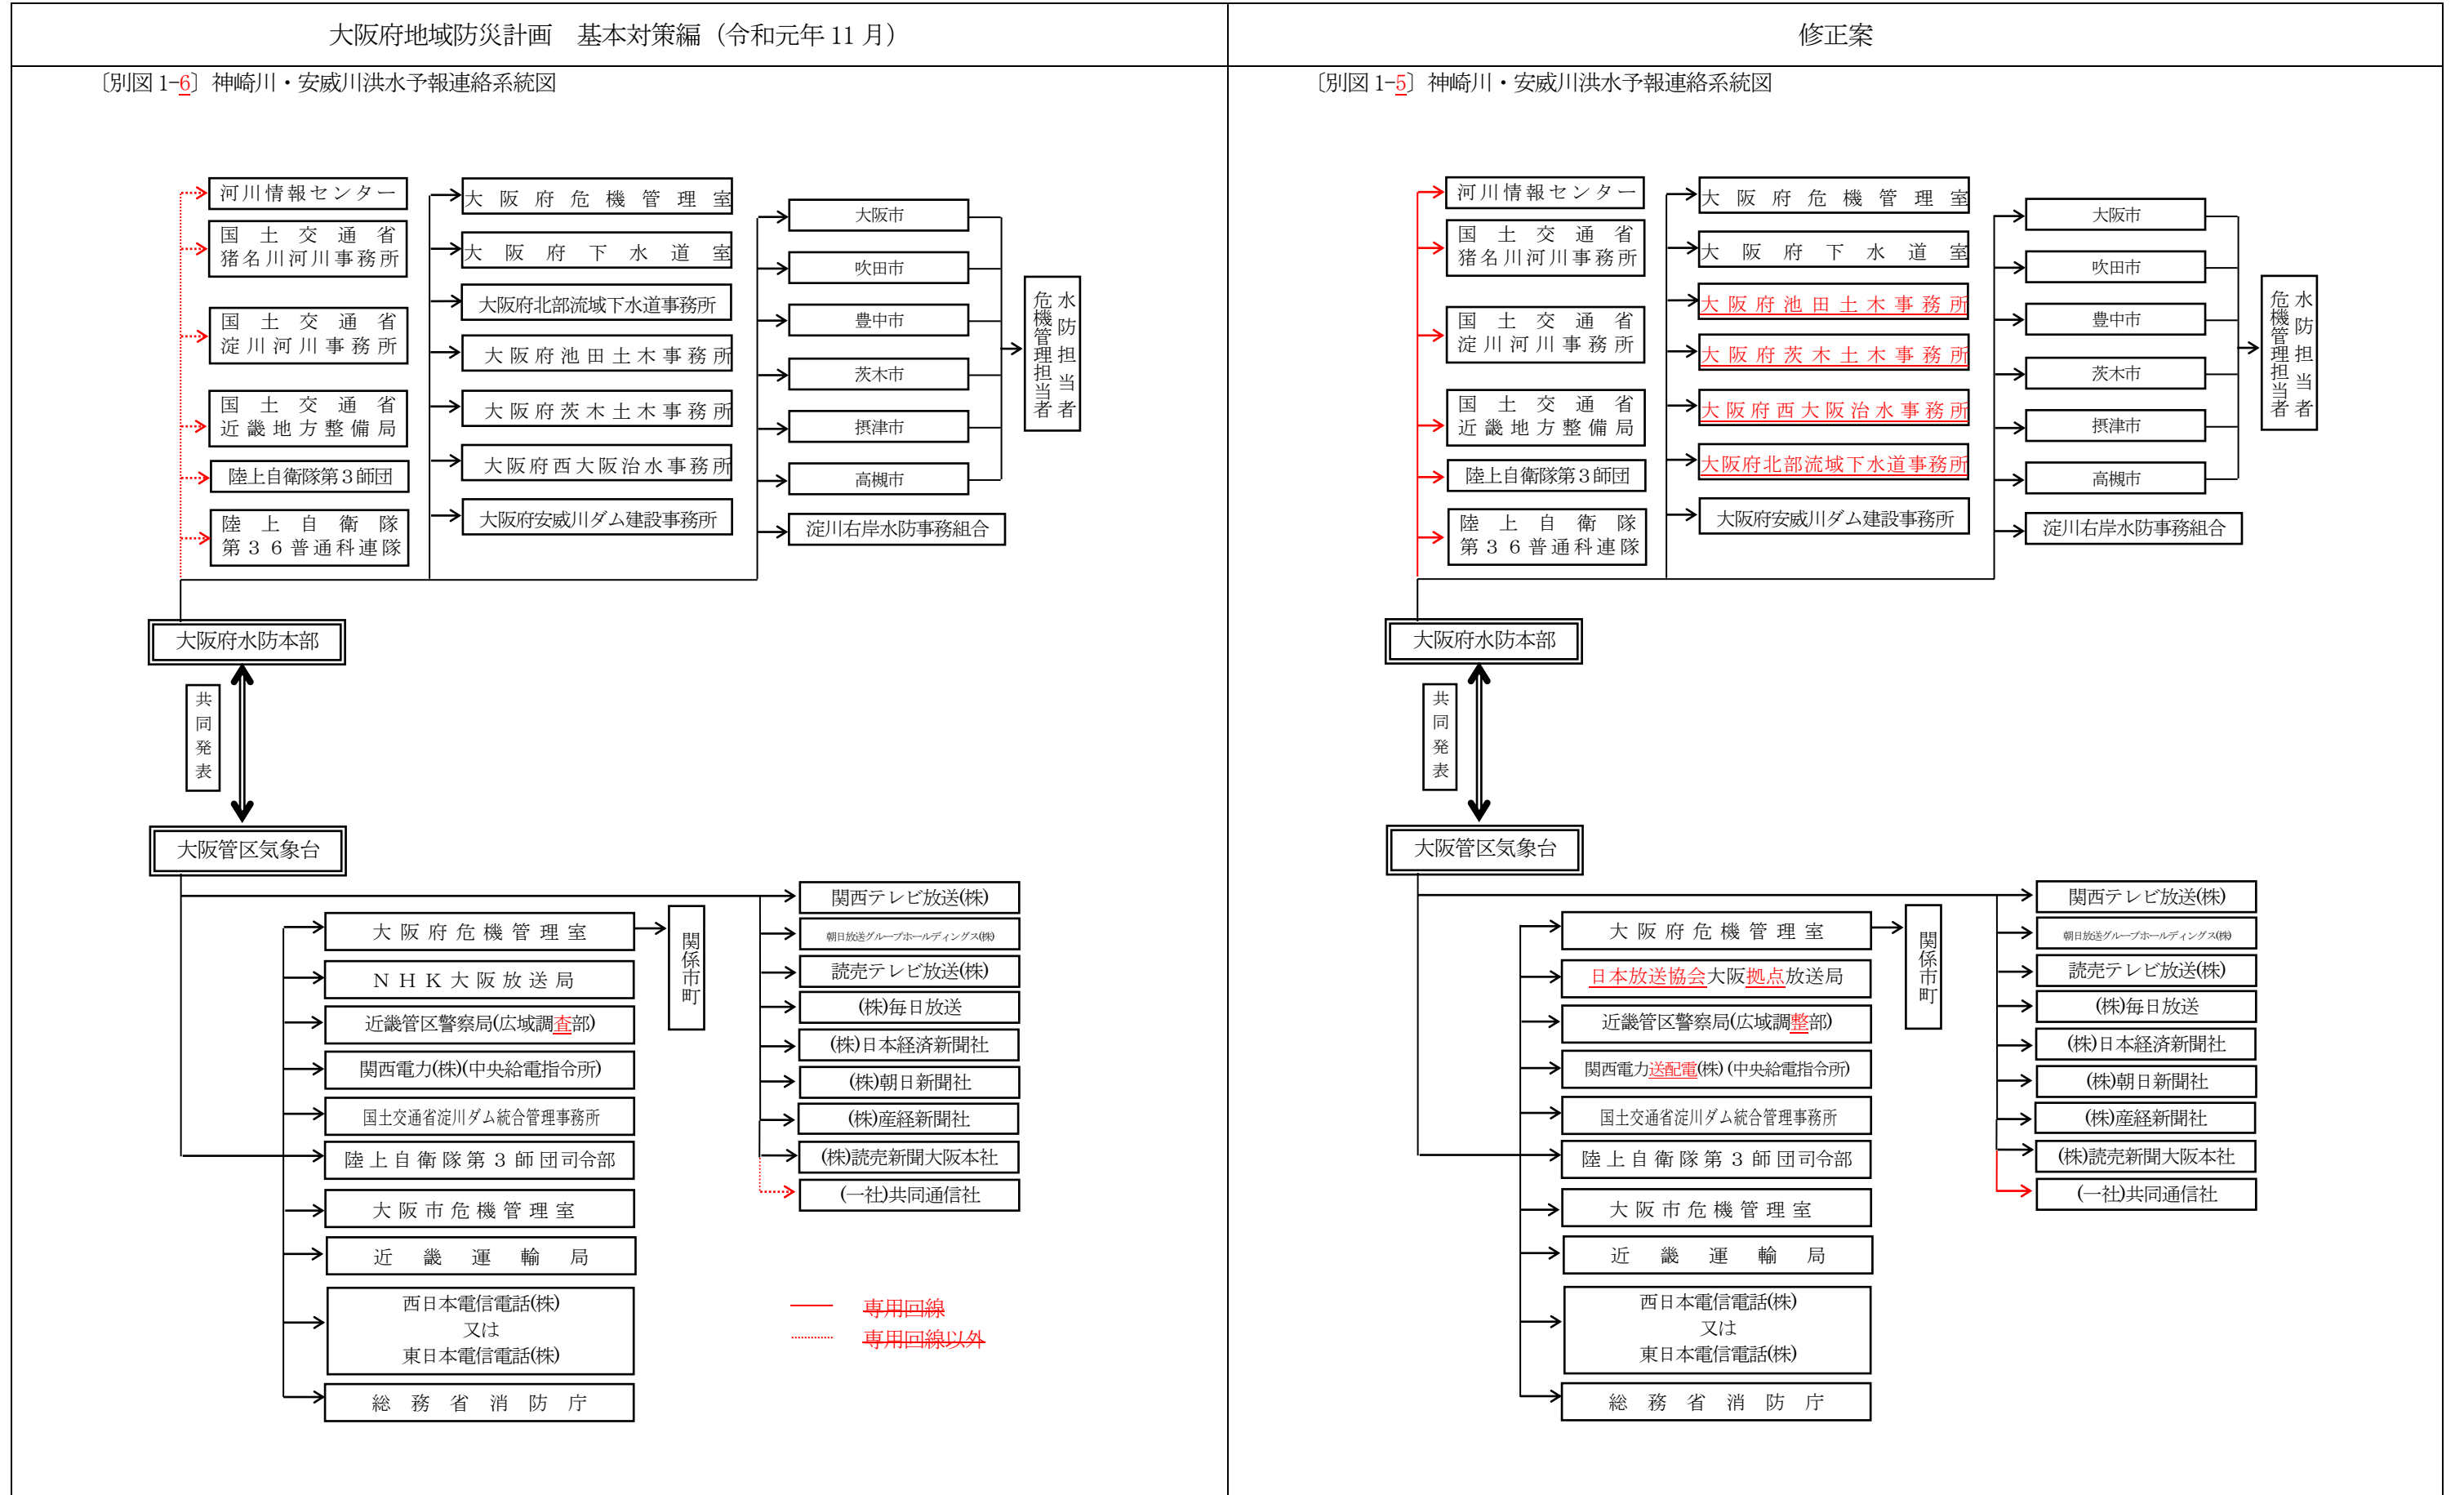 大阪府地域防災計画　基本対策編（令和元年 11 月）
修正案
〔別図 1-6〕神崎川・安威川洪水予報連絡系統図
河川情報センター
国土交通省
猪名川河川事務所
国土交通省
淀川河川事務所
国土交通省
近畿地方整備局
陸上自衛隊第３師団
陸上自衛隊
第３６普通科連隊
大阪府危機管理室
大阪府下水道室
大阪府北部流域下水道事務所
大阪府池田土木事務所
大阪府茨木土木事務所
大阪府西大阪治水事務所
大阪府安威川ダム建設事務所
大阪市
吹田市
豊中市
茨木市
摂津市
高槻市
淀川右岸水防事務組合
水防担当者
危機管理担当者
大阪府水防本部
共同発表
大阪管区気象台
大阪府危機管理室
ＮＨＫ大阪放送局
近畿管区警察局(広域調査部)
関西電力(株)(中央給電指令所)
国土交通省淀川ダム統合管理事務所
陸上自衛隊第３師団司令部
大阪市危機管理室
近畿運輸局
西日本電信電話(株)
又は
東日本電信電話(株)
総務省消防庁
関係市町
関西テレビ放送(株)
朝日放送グループホールディングス(株)
読売テレビ放送(株)
(株)毎日放送
(株)日本経済新聞社
(株)朝日新聞社
(株)産経新聞社
(株)読売新聞大阪本社
(一社)共同通信社
専用回線
専用回線以外
〔別図 1-5〕神崎川・安威川洪水予報連絡系統図
河川情報センター
国土交通省
猪名川河川事務所
国土交通省
淀川河川事務所
国土交通省
近畿地方整備局
陸上自衛隊第３師団
陸上自衛隊
第３６普通科連隊
大阪府危機管理室
大阪府下水道室
大阪府池田土木事務所
大阪府茨木土木事務所
大阪府西大阪治水事務所
大阪府北部流域下水道事務所
大阪府安威川ダム建設事務所
大阪市
吹田市
豊中市
茨木市
摂津市
高槻市
淀川右岸水防事務組合
水防担当者
危機管理担当者
大阪府水防本部
共同発表
大阪管区気象台
大阪府危機管理室
日本放送協会大阪拠点放送局
近畿管区警察局(広域調整部)
関西電力送配電(株) (中央給電指令所)
国土交通省淀川ダム統合管理事務所
陸上自衛隊第３師団司令部
大阪市危機管理室
近畿運輸局
西日本電信電話(株)
又は
東日本電信電話(株)
総務省消防庁
関係市町
関西テレビ放送(株)
朝日放送グループホールディングス(株)
読売テレビ放送(株)
(株)毎日放送
(株)日本経済新聞社
(株)朝日新聞社
(株)産経新聞社
(株)読売新聞大阪本社
(一社)共同通信社